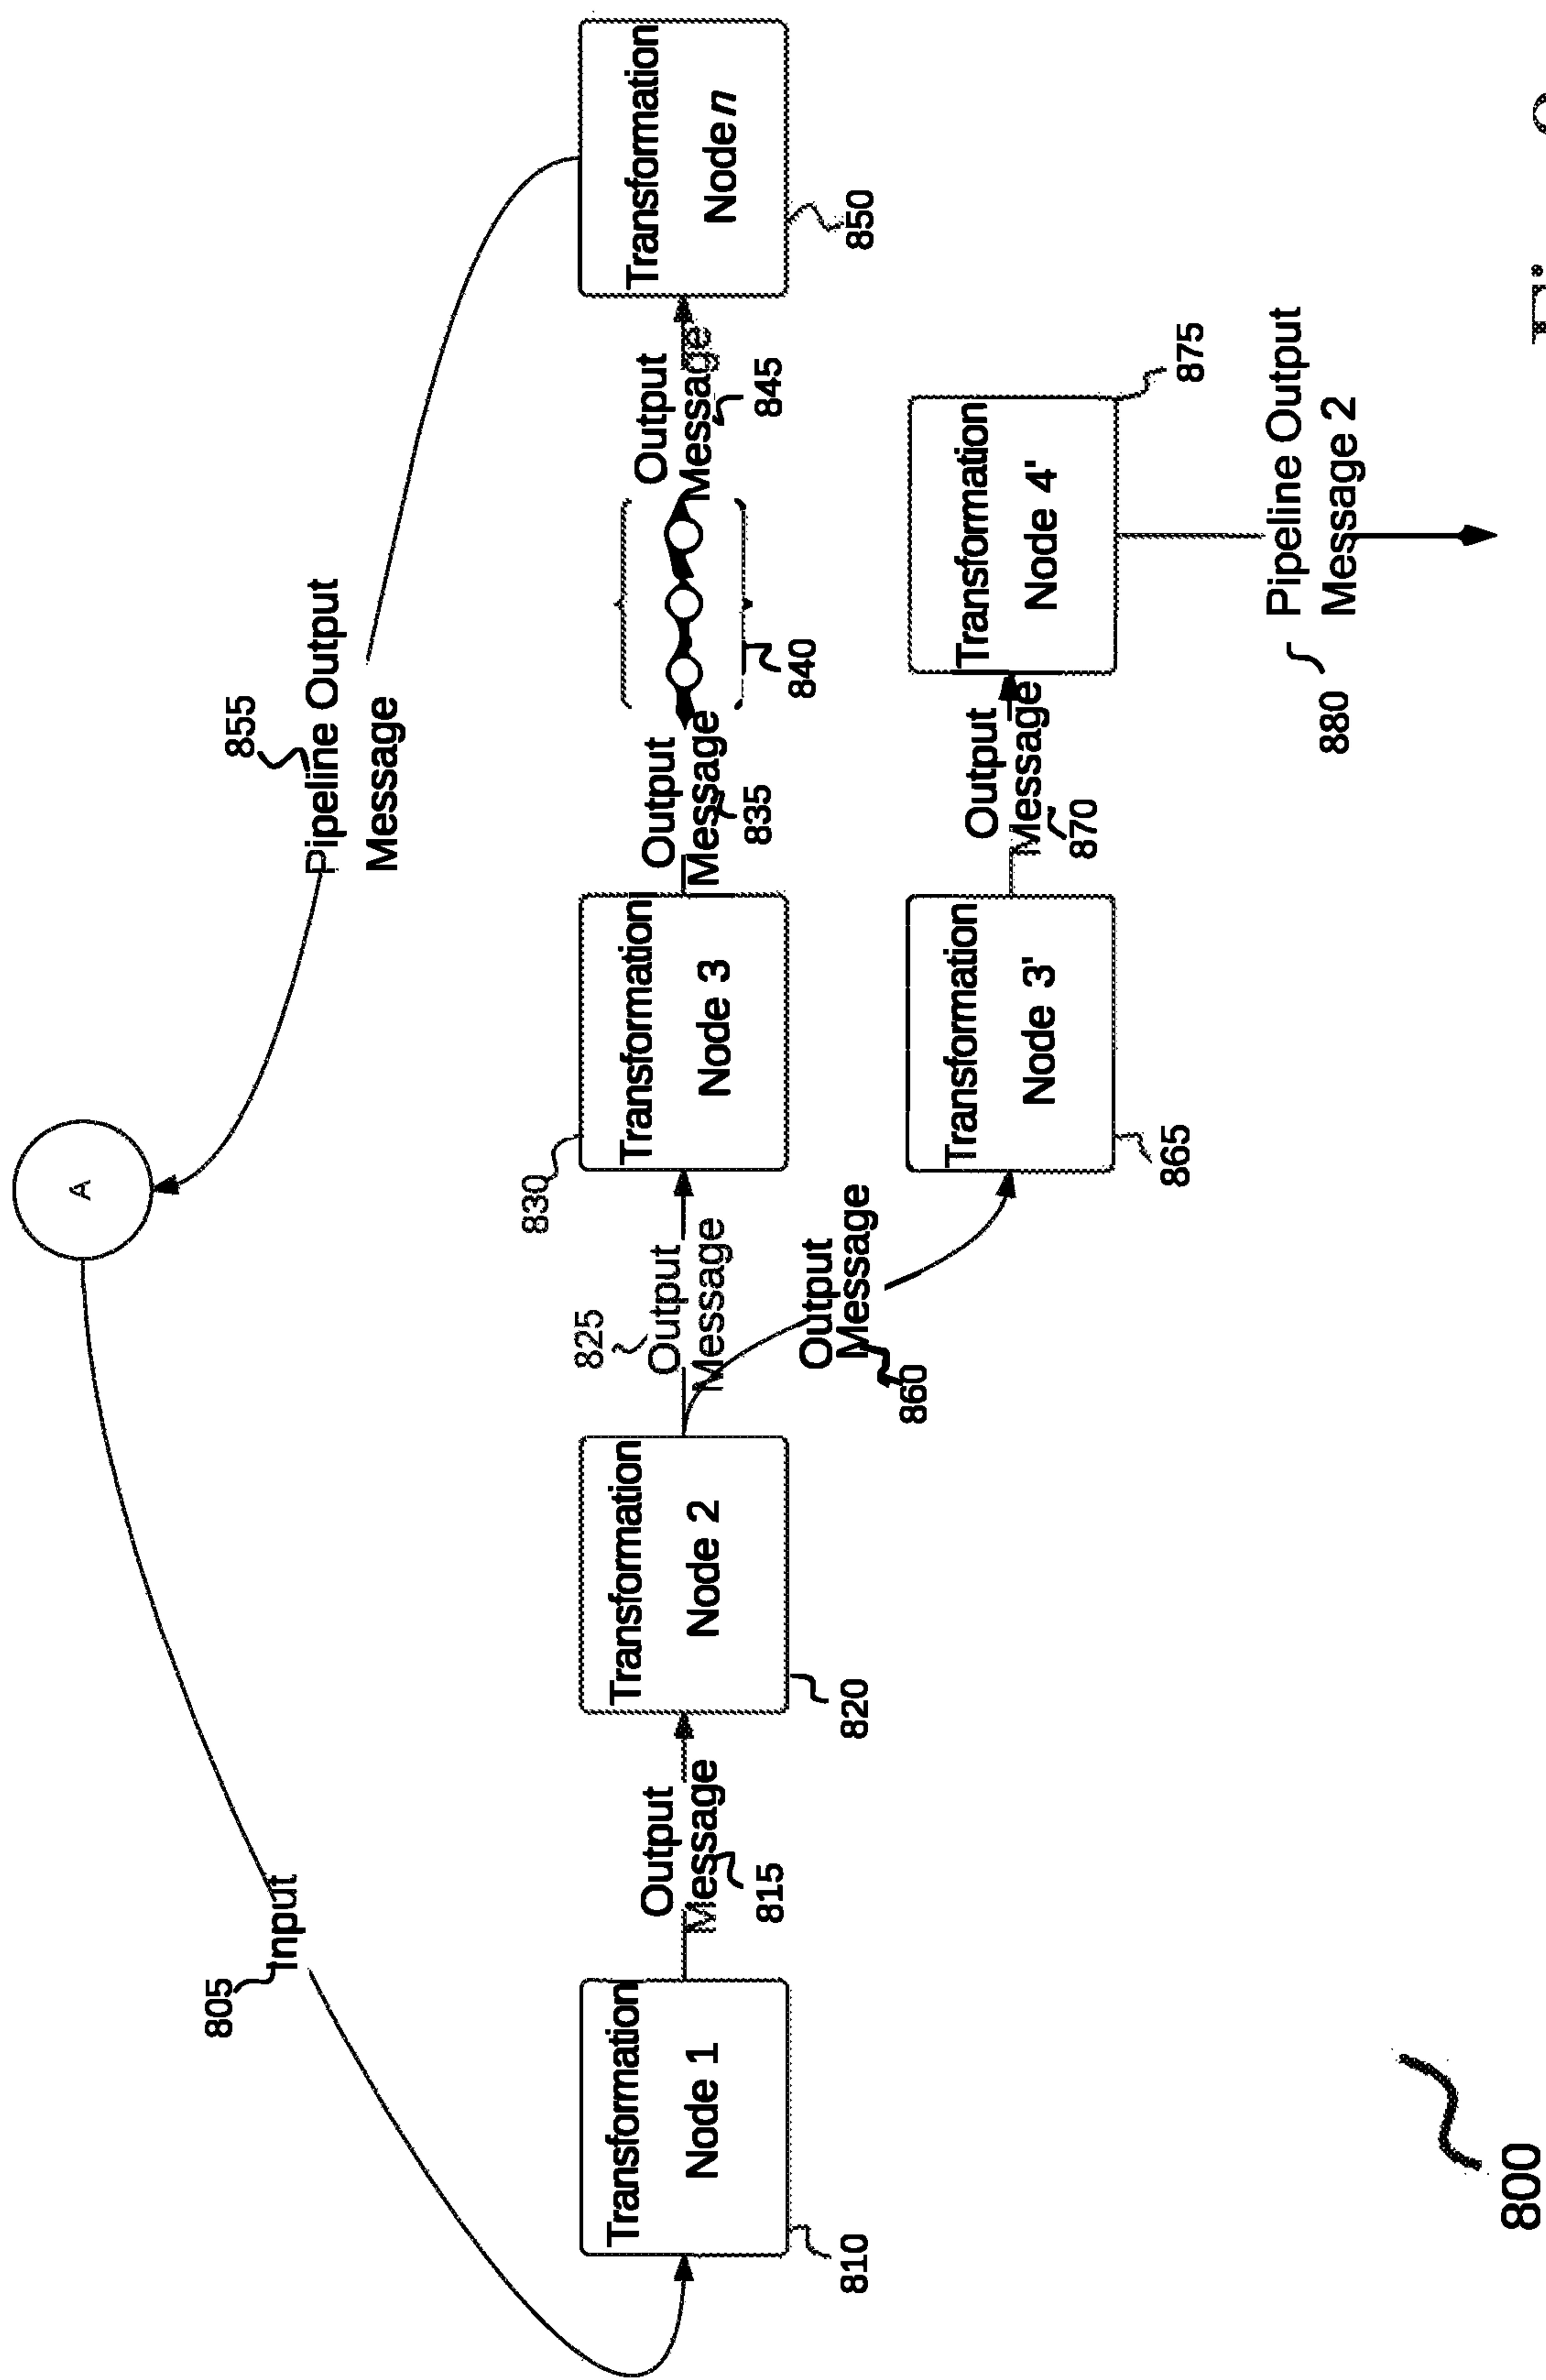 A
805
Input
855
Pipeline Output
Message
Transformation
Node 1
810
Output
Message
815
Transformation
Node 2
820
825
Output
Message
830
Transformation
Node 3
Output
Message
835
840
Output
Message
845
Transformation
Node n
850
Output
Message
860
Transformation
Node 3'
865
Output
Message
870
Transformation
Node 4'
875
880
Pipeline Output
Message 2
800